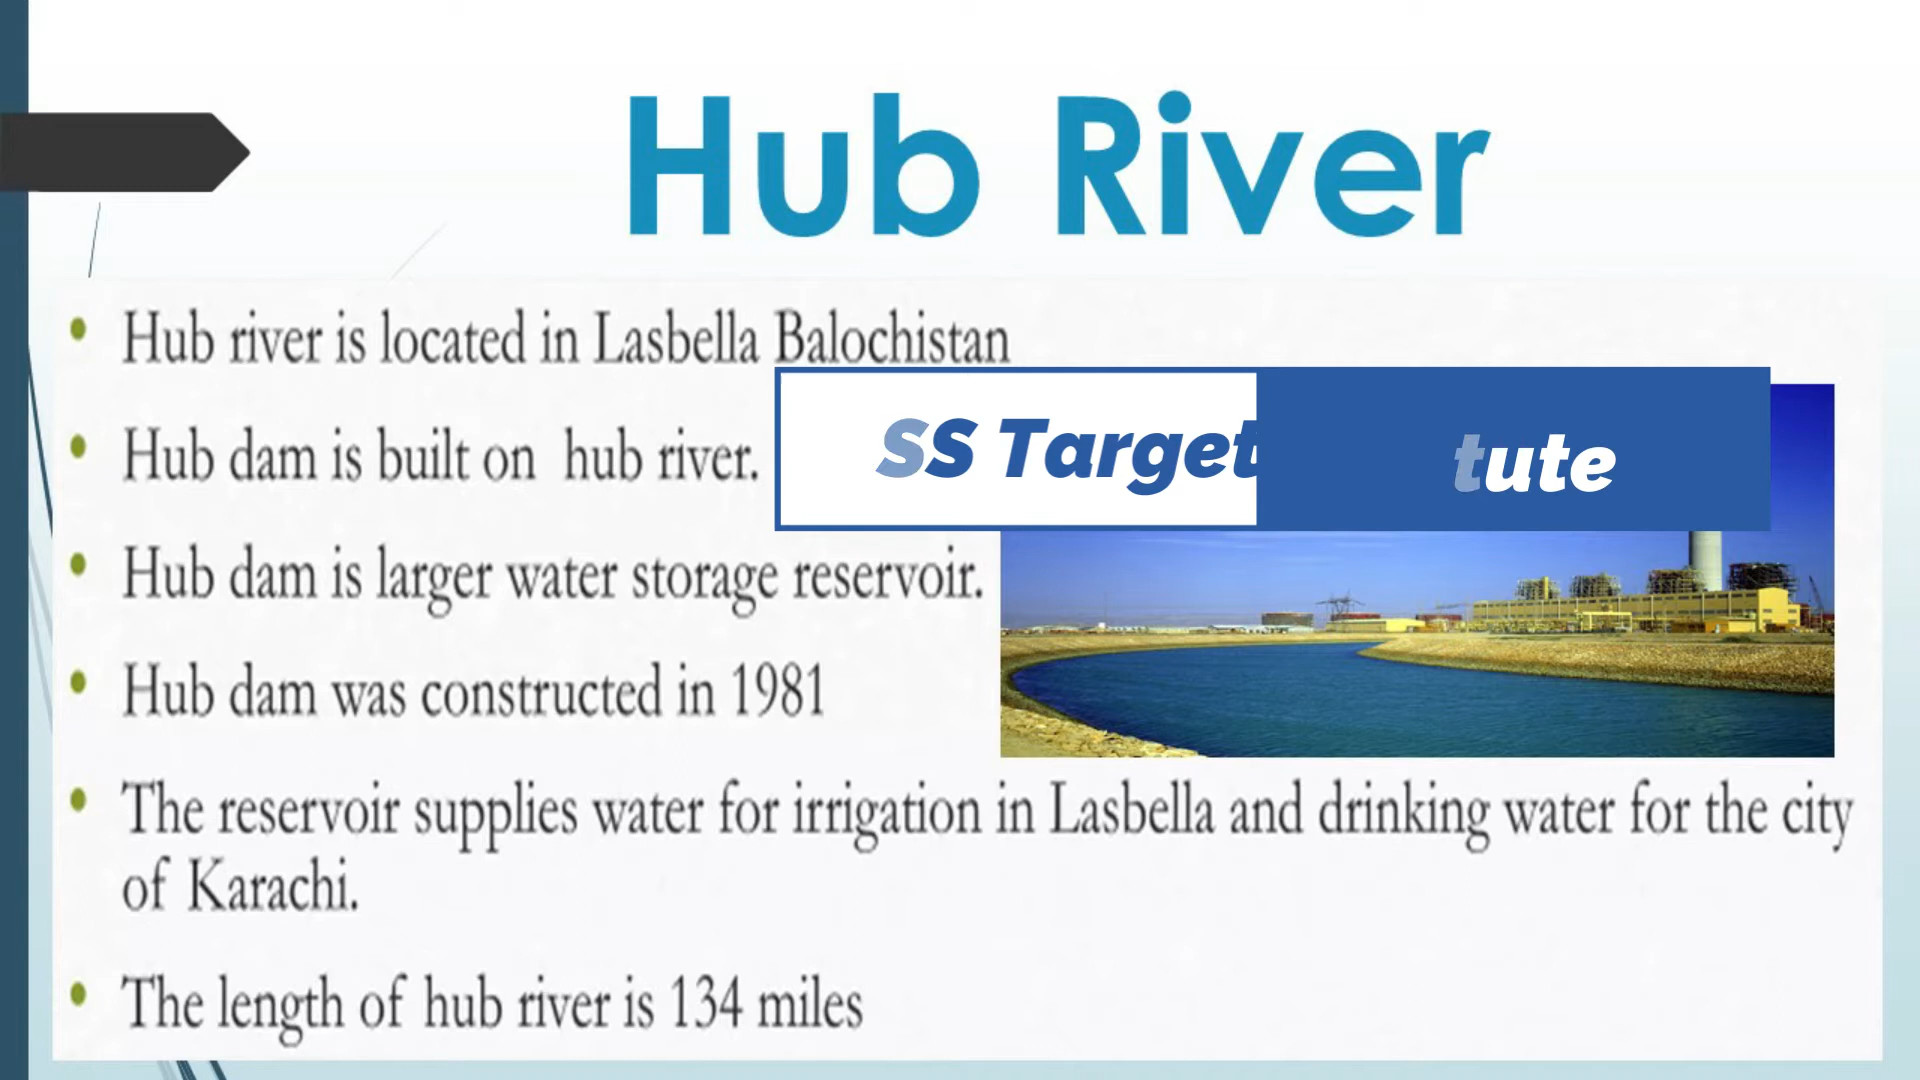 Hub River
Hub river is located in Lasbella Balochistan
Hub dam is built on hub river.
SS Target
tute
Hub dam is larger water storage reservoir.
Hub dam was constructed in 1981
The reservoir supplies water for irrigation in Lasbella and drinking water for the city
of Karachi.
The length of hub river is 134 miles